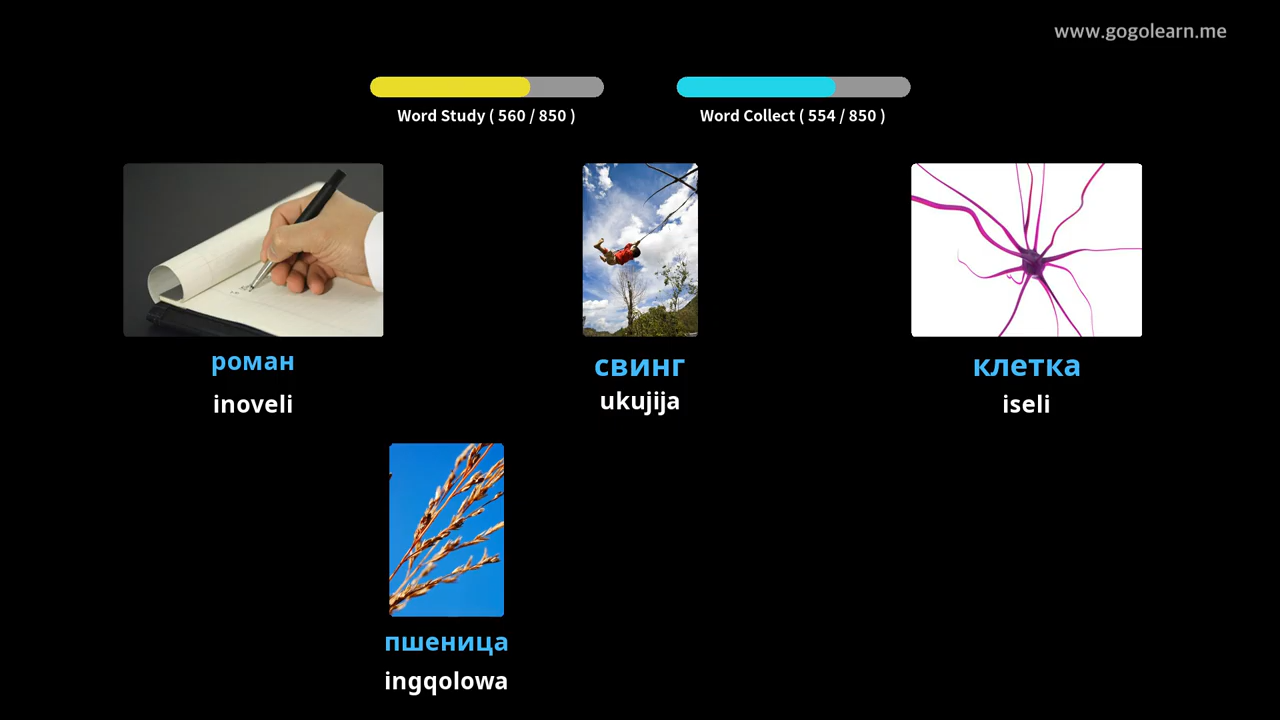 www.gogolearn.me
Word Study ( 560 / 850 )
Word Collect ( 554 / 850 )
роман
свинг
клетка
inoveli
ukujija
iseli
пшеница
ingqolowa